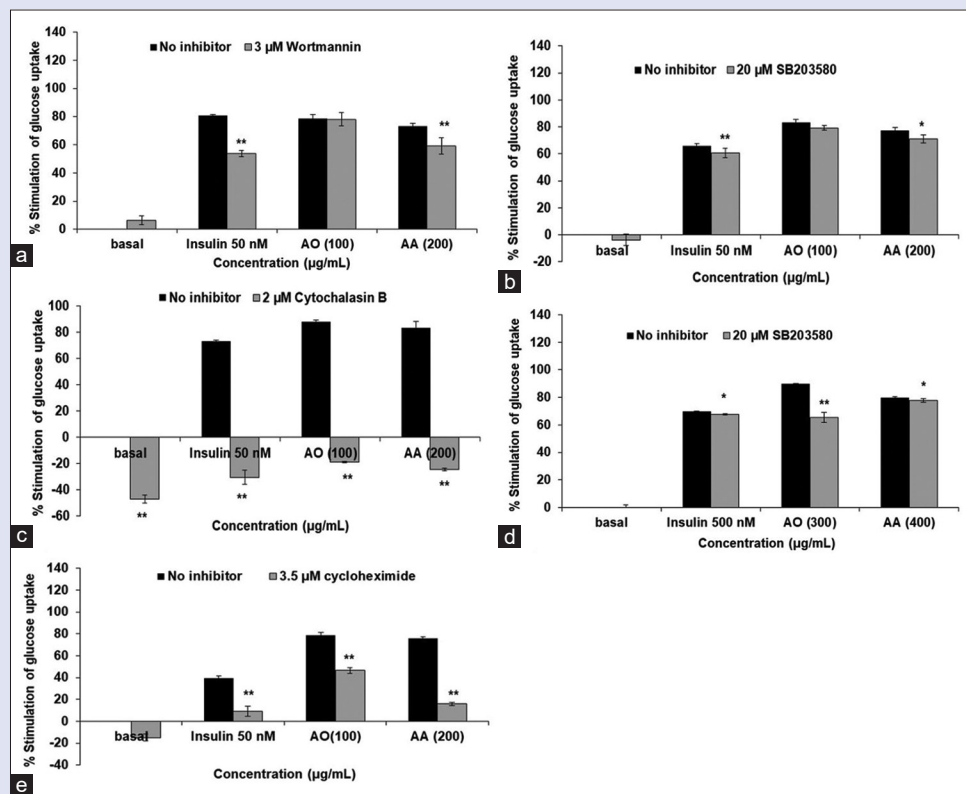 a
% Stimulation of glucose uptake
No inhibitor 3 µM Wortmannin
140
120
100
80
60
40
20
0
**
**
basal Insulin 50 nM AO (100) AA (200)
Concentration (µg/mL)
b
% Stimulation of glucose uptake
No inhibitor 20 µM SB203580
140
120
100
80
60
40
20
0
-20
**
*
basal Insulin 50 nM AO (100) AA (200)
Concentration (µg/mL)
c
% Stimulation of glucose uptake
No inhibitor 2 µM Cytochalasin B
100
80
60
40
20
0
-20
-40
-60
basal Insulin 50 nM AO (100) AA (200)
**
**
**
**
Concentration (µg/mL)
d
% Stimulation of glucose uptake
No inhibitor 20 µM SB203580
140
120
100
80
60
40
20
0
*
**
*
basal Insulin 500 nM AO (300) AA (400)
Concentration (µg/mL)
e
% Stimulation of glucose uptake
No inhibitor 3.5 µM cycloheximide
140
120
100
80
60
40
20
0
-20
-40
**
**
**
basal Insulin 50 nM AO(100) AA (200)
Concentration (µg/mL)